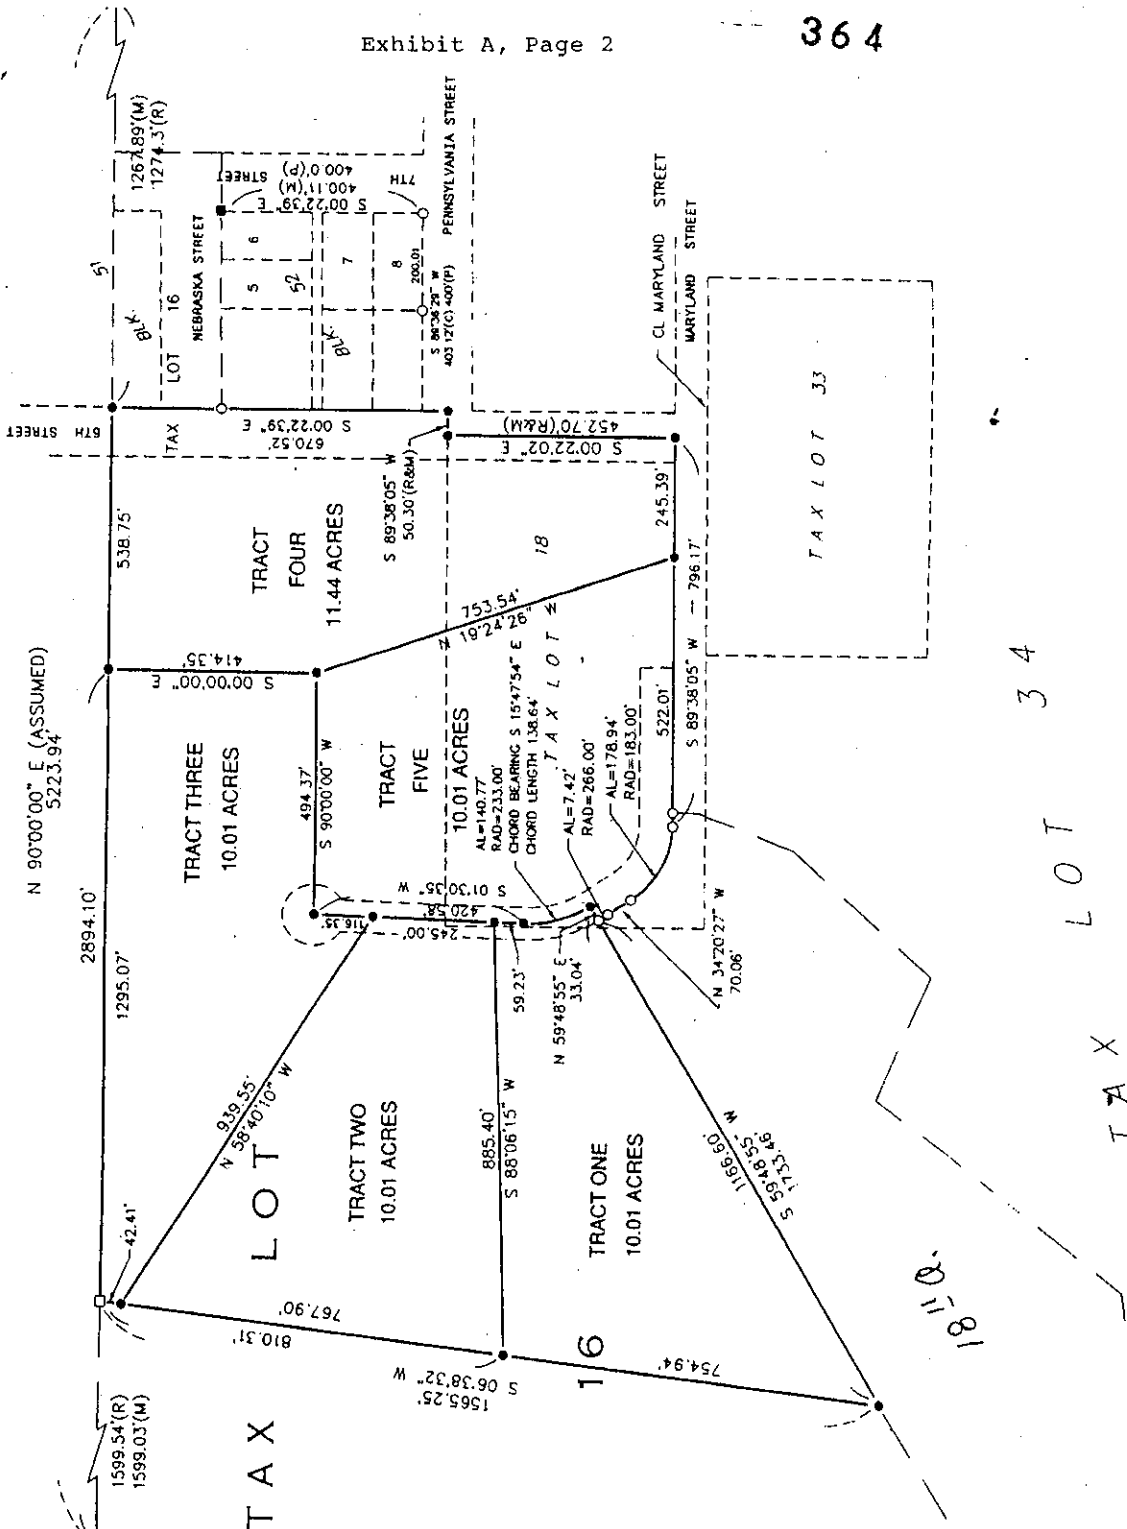 Exhibit A, Page 2
364
N 90°00'00" E (ASSUMED)
5223.94'
2894.10'
1295.07'
538.75'
1267.89'(M)
1274.3'(R)
1599.54'(R)
1599.03'(M)
42.41'
BLK.
51
LOT 16
TAX
NEBRASKA STREET
6TH STREET
7TH STREET
S 00°22'39" E
400.11'(M)
400.0'(P)
5
6
52
BLK.
7
8
200.01
S 89°36'29" W
403.12'(C) 400'(P)
PENNSYLVANIA STREET
CL MARYLAND STREET
MARYLAND STREET
TAX LOT 33
670.52'
S 00°22'39" E
S 89°38'05" W
50.30'(R&M)
452.70'(R&M)
S 00°22'02" E
245.39'
TRACT
FOUR
11.44 ACRES
18
753.54'
N 19°24'26" W
414.35'
S 00°00'00" E
TRACT THREE
10.01 ACRES
494.37'
S 90°00'00" W
TRACT
FIVE
10.01 ACRES
TAX LOT
AL=140.77'
RAD=233.00'
CHORD BEARING S 15°47'54" E
CHORD LENGTH 138.64'
AL=7.42'
RAD=266.00'
AL=178.94'
RAD=183.00'
522.01'
S 89°38'05" W — 796.17'
S 01°30'35" W
420.58'
116.35'
245.00'
59.23'
N 59°48'55" E
33.04'
N 34°20'27" W
70.06'
939.55'
N 58°40'10" W
TRACT TWO
10.01 ACRES
885.40'
S 88°06'15" W
TRACT ONE
10.01 ACRES
1166.60'
S 59°48'55" W
1733.46'
767.90'
810.31'
S 06°38'32" W
1565.25'
754.94'
TAX LOT 16
TAX LOT 34